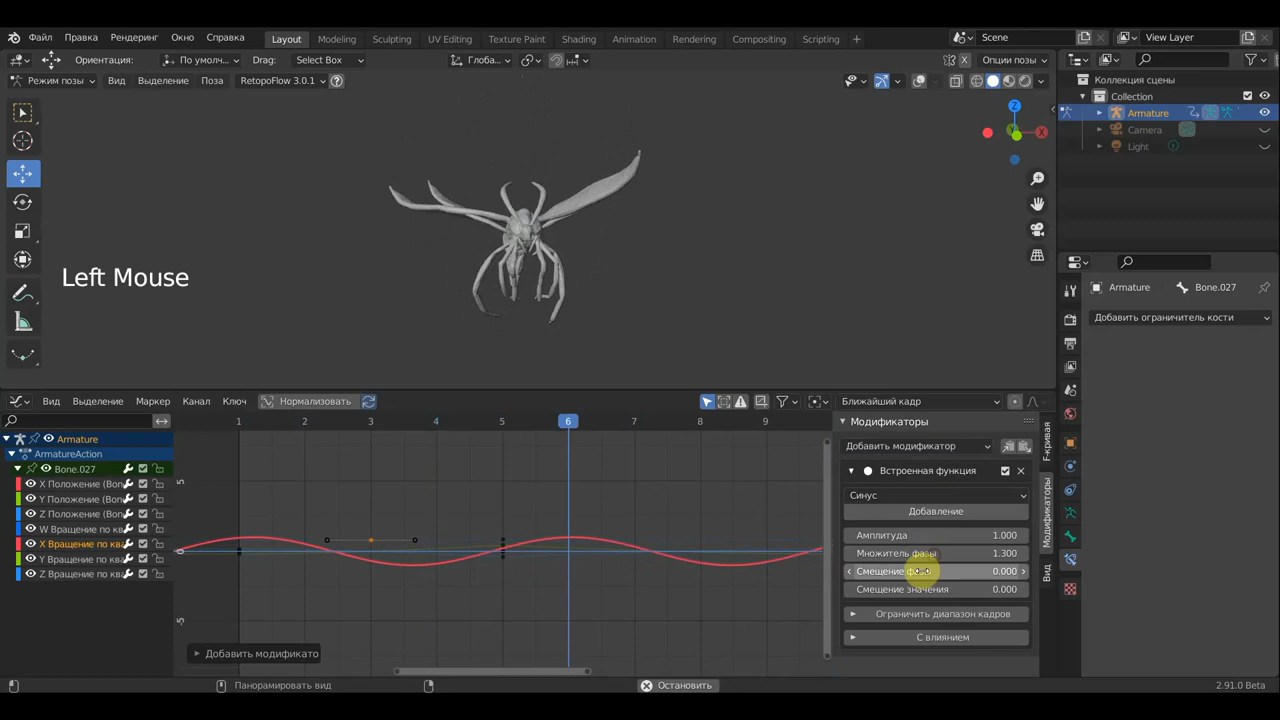 Файл Правка Рендеринг Окно Справка Layout Modeling Sculpting UV Editing Texture Paint Shading Animation Rendering Compositing Scripting + Scene View Layer
Ориентация: По умолч... Drag: Select Box Глоба... Опции позы
Режим позы Вид Выделение Поза RetopoFlow 3.0.1 Коллекция сцены
Collection
Armature
Camera
Light
Z
X
Y
Left Mouse
Armature Bone.027
Добавить ограничитель кости
Вид Выделение Маркер Канал Ключ Нормализовать Ближайший кадр
1 2 3 4 5 6 7 8 9
Модификаторы
Armature
Добавить модификатор
ArmatureAction
Bone.027
Встроенная функция
X Положение (Bon
Y Положение (Bon
Z Положение (Bon
W Вращение по ква
X Вращение по ква
Y Вращение по ква
Z Вращение по ква
5
0
-5
Синус
Добавление
Амплитуда 1.000
Множитель фазы 1.300
Смещение фазы 0.000
Смещение значения 0.000
Ограничить диапазон кадров
С влиянием
F-кривая
Модификаторы
Вид
Добавить модификато
Панорамировать вид Остановить 2.91.0 Beta